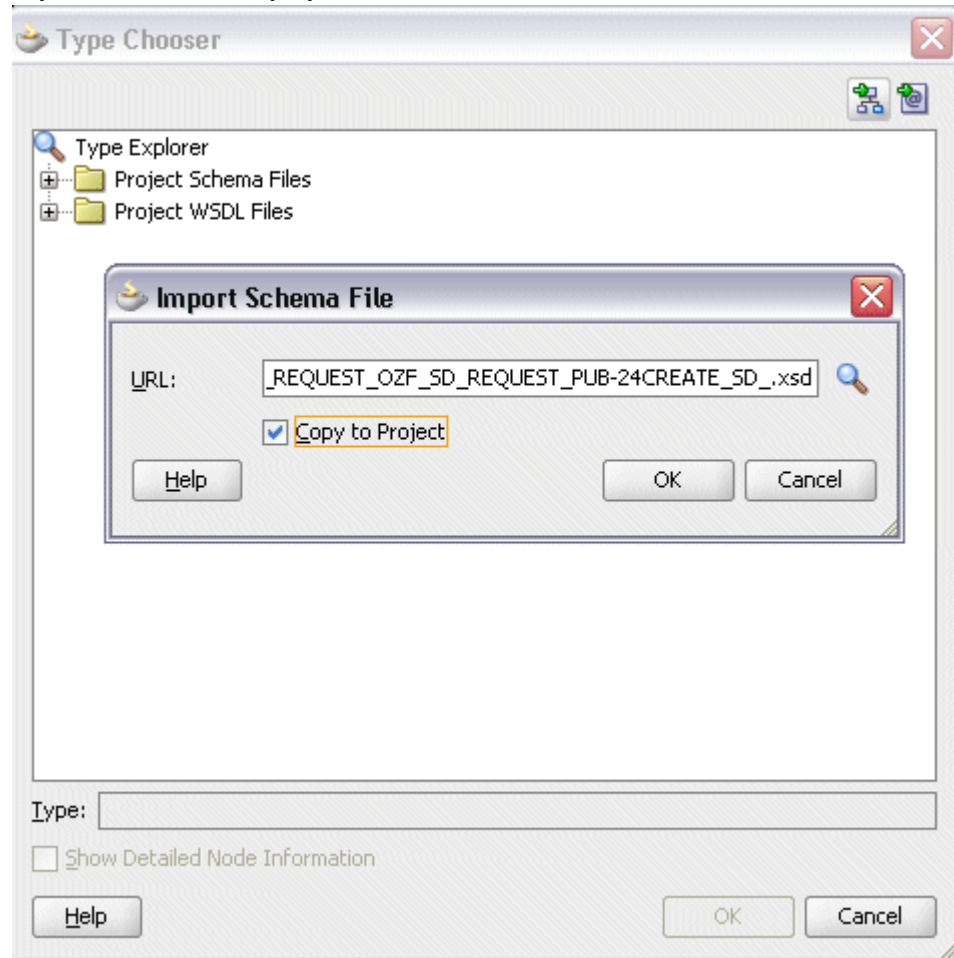 Type Chooser
Type Explorer
Project Schema Files
Project WSDL Files
Import Schema File
URL: _REQUEST_OZF_SD_REQUEST_PUB-24CREATE_SD_.xsd
Copy to Project
Help OK Cancel
Type:
Show Detailed Node Information
Help OK Cancel